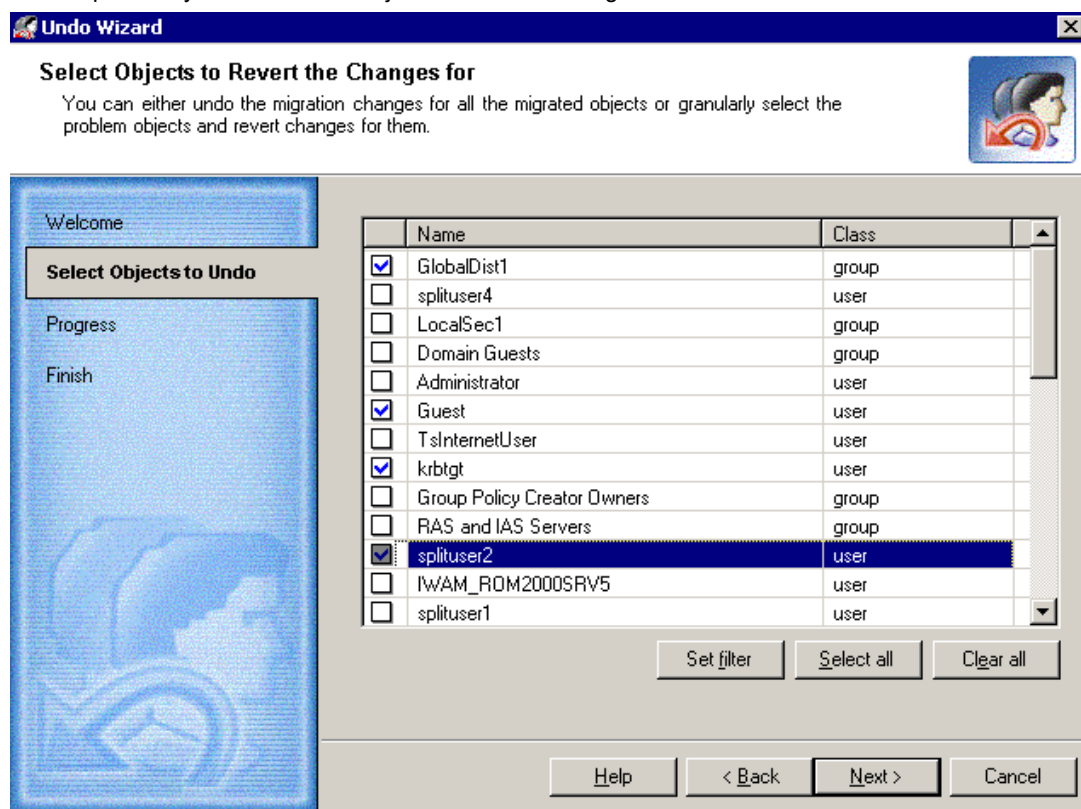 Undo Wizard
Select Objects to Revert the Changes for
You can either undo the migration changes for all the migrated objects or granularly select the
problem objects and revert changes for them.
Welcome
Select Objects to Undo
Progress
Finish
Name Class
GlobalDist1 group
splituser4 user
LocalSec1 group
Domain Guests group
Administrator user
Guest user
TsInternetUser user
krbtgt user
Group Policy Creator Owners group
RAS and IAS Servers group
splituser2 user
IWAM_ROM2000SRV5 user
splituser1 user
Set filter Select all Clear all
Help < Back Next > Cancel